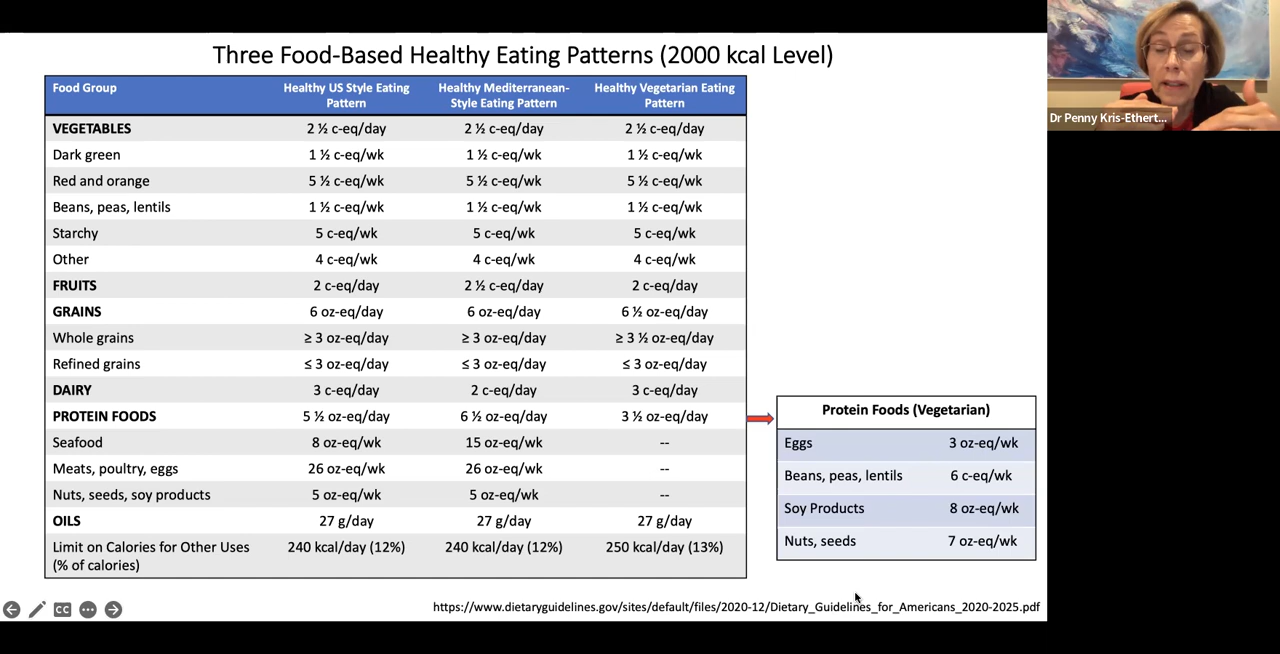 Three Food-Based Healthy Eating Patterns (2000 kcal Level)
Food Group Healthy US Style Eating Pattern Healthy Mediterranean-Style Eating Pattern Healthy Vegetarian Eating Pattern
VEGETABLES 2 ½ c-eq/day 2 ½ c-eq/day 2 ½ c-eq/day
Dark green 1 ½ c-eq/wk 1 ½ c-eq/wk 1 ½ c-eq/wk
Red and orange 5 ½ c-eq/wk 5 ½ c-eq/wk 5 ½ c-eq/wk
Beans, peas, lentils 1 ½ c-eq/wk 1 ½ c-eq/wk 1 ½ c-eq/wk
Starchy 5 c-eq/wk 5 c-eq/wk 5 c-eq/wk
Other 4 c-eq/wk 4 c-eq/wk 4 c-eq/wk
FRUITS 2 c-eq/day 2 ½ c-eq/day 2 c-eq/day
GRAINS 6 oz-eq/day 6 oz-eq/day 6 ½ oz-eq/day
Whole grains ≥ 3 oz-eq/day ≥ 3 oz-eq/day ≥ 3 ½ oz-eq/day
Refined grains ≤ 3 oz-eq/day ≤ 3 oz-eq/day ≤ 3 oz-eq/day
DAIRY 3 c-eq/day 2 c-eq/day 3 c-eq/day
PROTEIN FOODS 5 ½ oz-eq/day 6 ½ oz-eq/day 3 ½ oz-eq/day
Seafood 8 oz-eq/wk 15 oz-eq/wk --
Meats, poultry, eggs 26 oz-eq/wk 26 oz-eq/wk --
Nuts, seeds, soy products 5 oz-eq/wk 5 oz-eq/wk --
OILS 27 g/day 27 g/day 27 g/day
Limit on Calories for Other Uses (% of calories) 240 kcal/day (12%) 240 kcal/day (12%) 250 kcal/day (13%)
Protein Foods (Vegetarian)
Eggs 3 oz-eq/wk
Beans, peas, lentils 6 c-eq/wk
Soy Products 8 oz-eq/wk
Nuts, seeds 7 oz-eq/wk
CC
https://www.dietaryguidelines.gov/sites/default/files/2020-12/Dietary_Guidelines_for_Americans_2020-2025.pdf
Dr Penny Kris-Ethert...